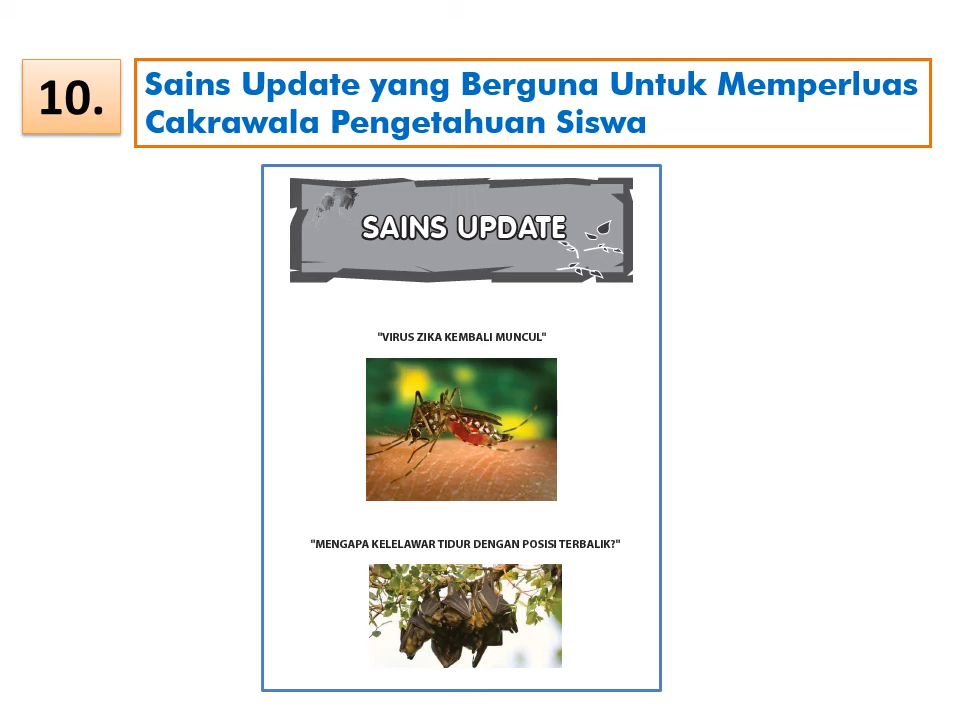 10.
Sains Update yang Berguna Untuk Memperluas
Cakrawala Pengetahuan Siswa
SAINS UPDATE
"VIRUS ZIKA KEMBALI MUNCUL"
"MENGAPA KELELAWAR TIDUR DENGAN POSISI TERBALIK?"